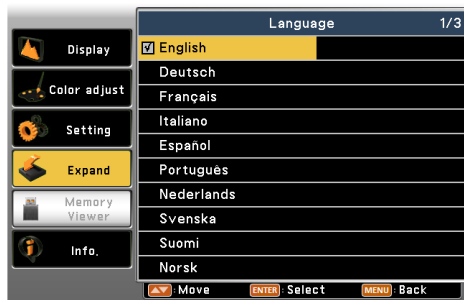 Language 1/3
Display
Color adjust
Setting
Expand
Memory
Viewer
Info.
English
Deutsch
Français
Italiano
Español
Português
Nederlands
Svenska
Suomi
Norsk
▲▼:Move ENTER:Select MENU:Back